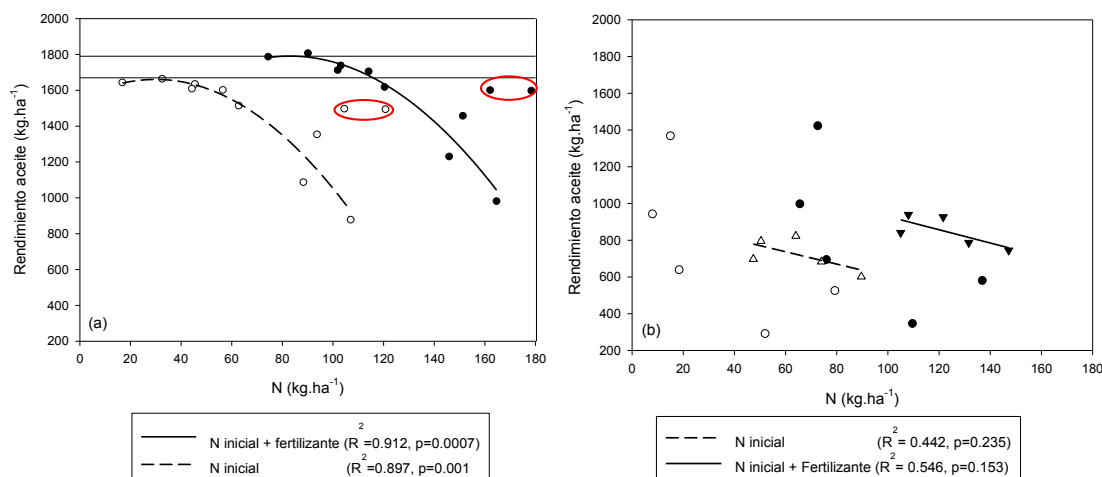 2000
1800
1600
1400
1200
1000
800
600
400
200
Rendimiento aceite (kg.ha-1)
(a)
0 20 40 60 80 100 120 140 160 180
N (kg.ha-1)
N inicial + fertilizante (R2=0.912, p=0.0007)
N inicial (R2=0.897, p=0.001
2000
1800
1600
1400
1200
1000
800
600
400
200
Rendimiento aceite (kg.ha-1)
(b)
0 20 40 60 80 100 120 140 160 180
N (kg.ha-1)
N inicial (R2= 0.442, p=0.235)
N inicial + Fertilizante (R2= 0.546, p=0.153)